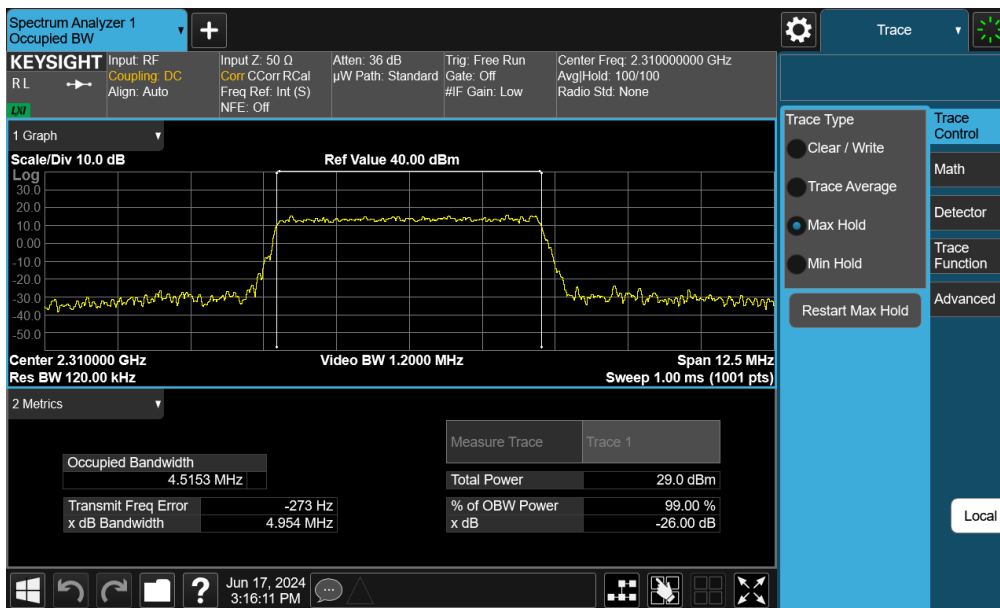 Spectrum Analyzer 1
Occupied BW
+
Trace
KEYSIGHT
R L
LXI
Input: RF
Coupling: DC
Align: Auto
Input Z: 50 Ω
Corr CCorr RCal
Freq Ref: Int (S)
NFE: Off
Atten: 36 dB
µW Path: Standard
Trig: Free Run
Gate: Off
#IF Gain: Low
Center Freq: 2.310000000 GHz
Avg|Hold: 100/100
Radio Std: None
1 Graph
Scale/Div 10.0 dB
Ref Value 40.00 dBm
Log
30.0
20.0
10.0
0.00
-10.0
-20.0
-30.0
-40.0
-50.0
Center 2.310000 GHz
Video BW 1.2000 MHz
Span 12.5 MHz
Res BW 120.00 kHz
Sweep 1.00 ms (1001 pts)
2 Metrics
Measure Trace
Trace 1
Occupied Bandwidth
4.5153 MHz
Total Power
29.0 dBm
Transmit Freq Error
-273 Hz
% of OBW Power
99.00 %
x dB Bandwidth
4.954 MHz
x dB
-26.00 dB
Trace Type
Clear / Write
Trace Average
Max Hold
Min Hold
Restart Max Hold
Trace
Control
Math
Detector
Trace
Function
Advanced
Local
?
Jun 17, 2024
3:16:11 PM